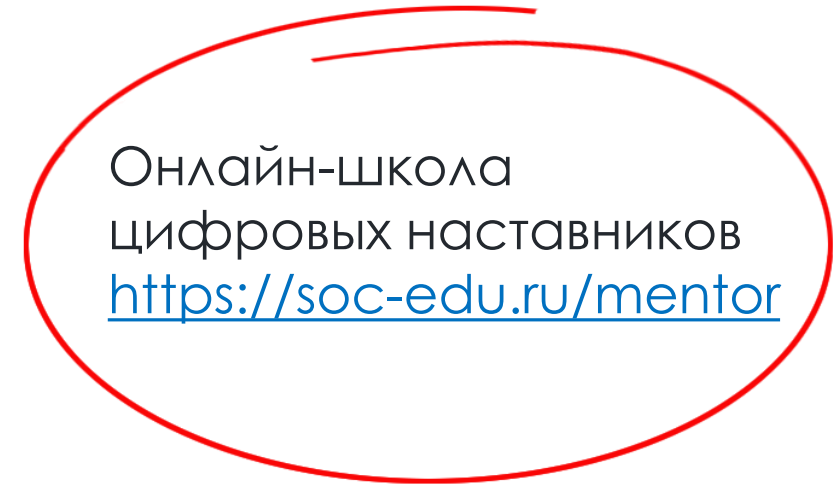 Онлайн-школа
цифровых наставников
https://soc-edu.ru/mentor